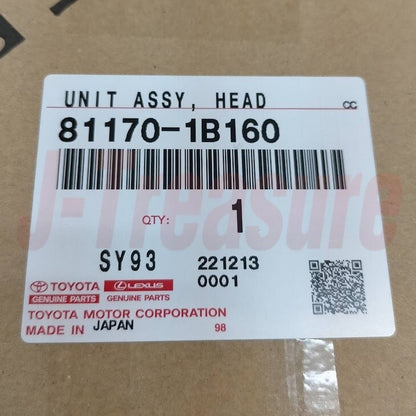 UNIT ASSY, HEAD
CC
81170-1B160
J-Treasure
QTY: 1
SY93 221213
0001
TOYOTA LEXUS
GENUINE PARTS GENUINE PARTS
TOYOTA MOTOR CORPORATION
MADE IN JAPAN 98